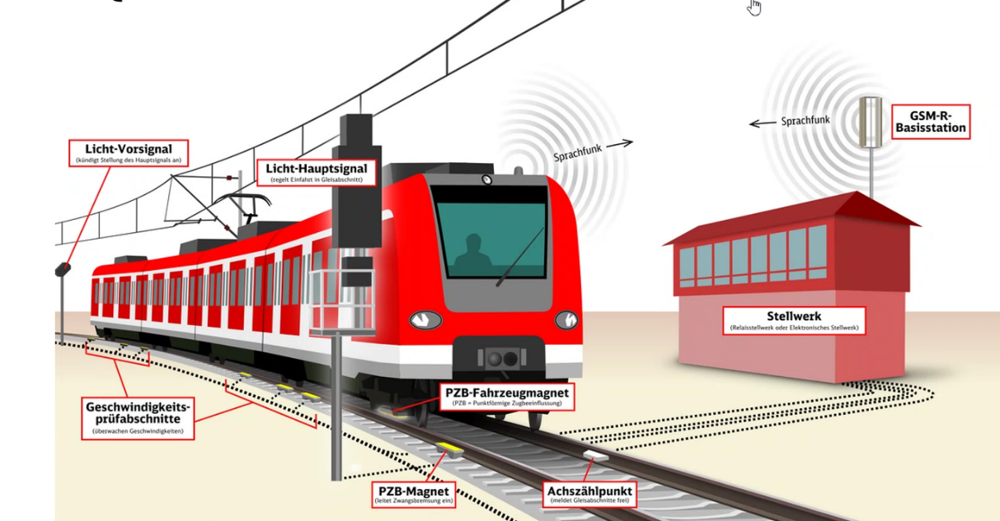 Licht-Vorsignal
(kündigt Stellung des Hauptsignals an)
Licht-Hauptsignal
(regelt Einfahrt in Gleisabschnitt)
Sprachfunk
Sprachfunk
GSM-R-
Basisstation
Stellwerk
(Relaisstellwerk oder Elektronisches Stellwerk)
Geschwindigkeits-
prüfabschnitte
(überwachen Geschwindigkeiten)
PZB-Fahrzeugmagnet
(PZB = Punktförmige Zugbeeinflussung)
PZB-Magnet
(leitet Zwangsbremsung ein)
Achszählpunkt
(meldet Gleisabschnitte frei)